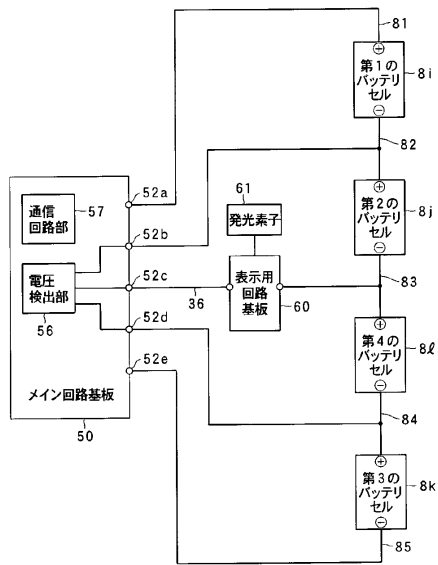 81
⊕
第1の
バッテリ
セル
⊖
8i
82
52a
61
通信
回路部
57
発光素子
52b
⊕
第2の
バッテリ
セル
⊖
8j
52c
電圧
検出部
56
36
表示用
回路
基板
60
83
52d
⊕
第4の
バッテリ
セル
⊖
8ℓ
52e
メイン回路基板
50
84
⊕
第3の
バッテリ
セル
⊖
8k
85